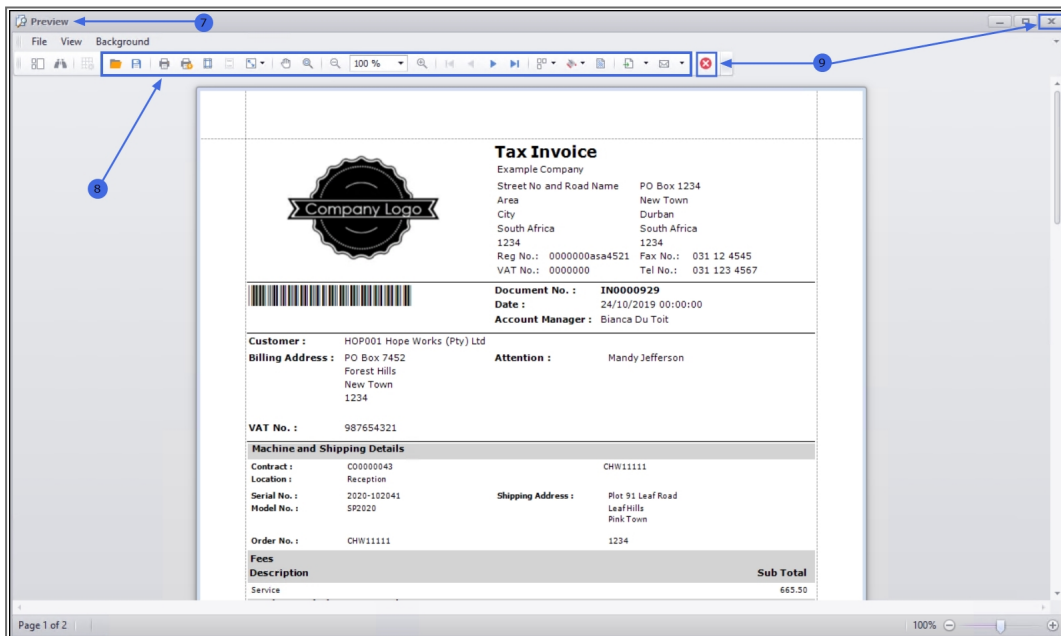 Preview
7
File View Background
100 %
9
8
Company Logo
Tax Invoice
Example Company
Street No and Road Name PO Box 1234
Area New Town
City Durban
South Africa South Africa
1234 1234
Reg No.: 0000000asa4521 Fax No.: 031 12 4545
VAT No.: 0000000 Tel No.: 031 123 4567
Document No. : IN0000929
Date : 24/10/2019 00:00:00
Account Manager : Bianca Du Toit
Customer : HOP001 Hope Works (Pty) Ltd
Billing Address : PO Box 7452 Attention : Mandy Jefferson
Forest Hills
New Town
1234
VAT No. : 987654321
Machine and Shipping Details
Contract : CO0000043 CHW11111
Location : Reception
Serial No. : 2020-102041 Shipping Address : Plot 91 Leaf Road
Model No. : SP2020 Leaf Hills
Pink Town
Order No. : CHW11111 1234
Fees
Description Sub Total
Service 665.50
Page 1 of 2 100%